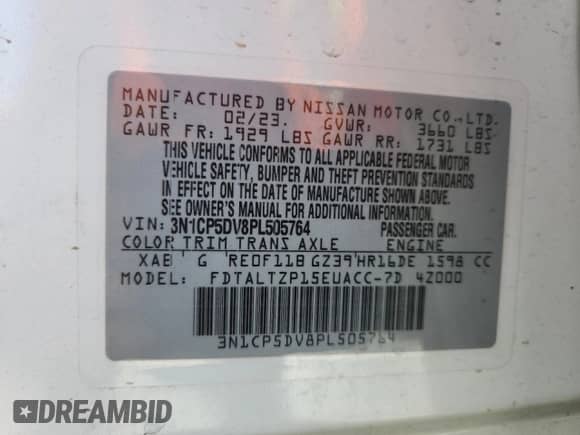 MANUFACTURED BY NISSAN MOTOR CO.,LTD.
DATE: 02/23. GVWR: 3660 LBS
GAWR FR: 1929 LBS GAWR RR: 1731 LBS
THIS VEHICLE CONFORMS TO ALL APPLICABLE FEDERAL MOTOR
VEHICLE SAFETY, BUMPER AND THEFT PREVENTION STANDARDS
IN EFFECT ON THE DATE OF MANUFACTURE SHOWN ABOVE.
SEE OWNER'S MANUAL FOR ADDITIONAL INFORMATION.
VIN: 3N1CP5DV8PL505764 PASSENGER CAR.
COLOR TRIM TRANS AXLE ENGINE
XAB G RE0F11B GZ39 HR16DE 1598 CC
MODEL: FDTALTZP15EUACC-7D 42000
3N1CP5DV8PL505764
DREAMBID